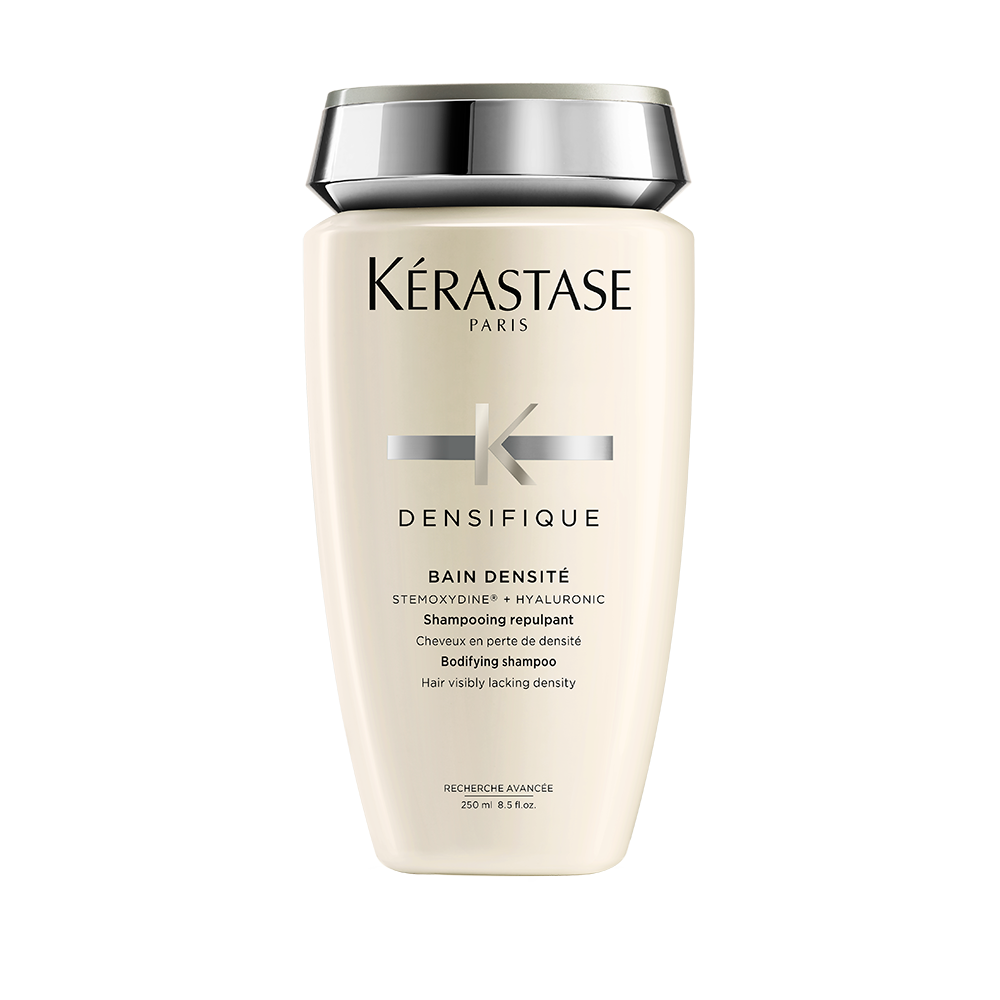 KÉRASTASE
PARIS
K
DENSIFIQUE
BAIN DENSITÉ
STEMOXYDINE® + HYALURONIC
Shampooing repulpant
Cheveux en perte de densité
Bodifying shampoo
Hair visibly lacking density
RECHERCHE AVANCÉE
250 ml 8.5 fl.oz.